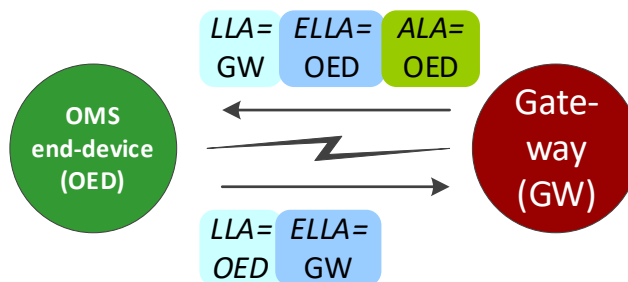 LLA= ELLA= ALA=
GW OED OED
OMS
end-device
(OED)
Gate-
way
(GW)
LLA= ELLA=
OED GW